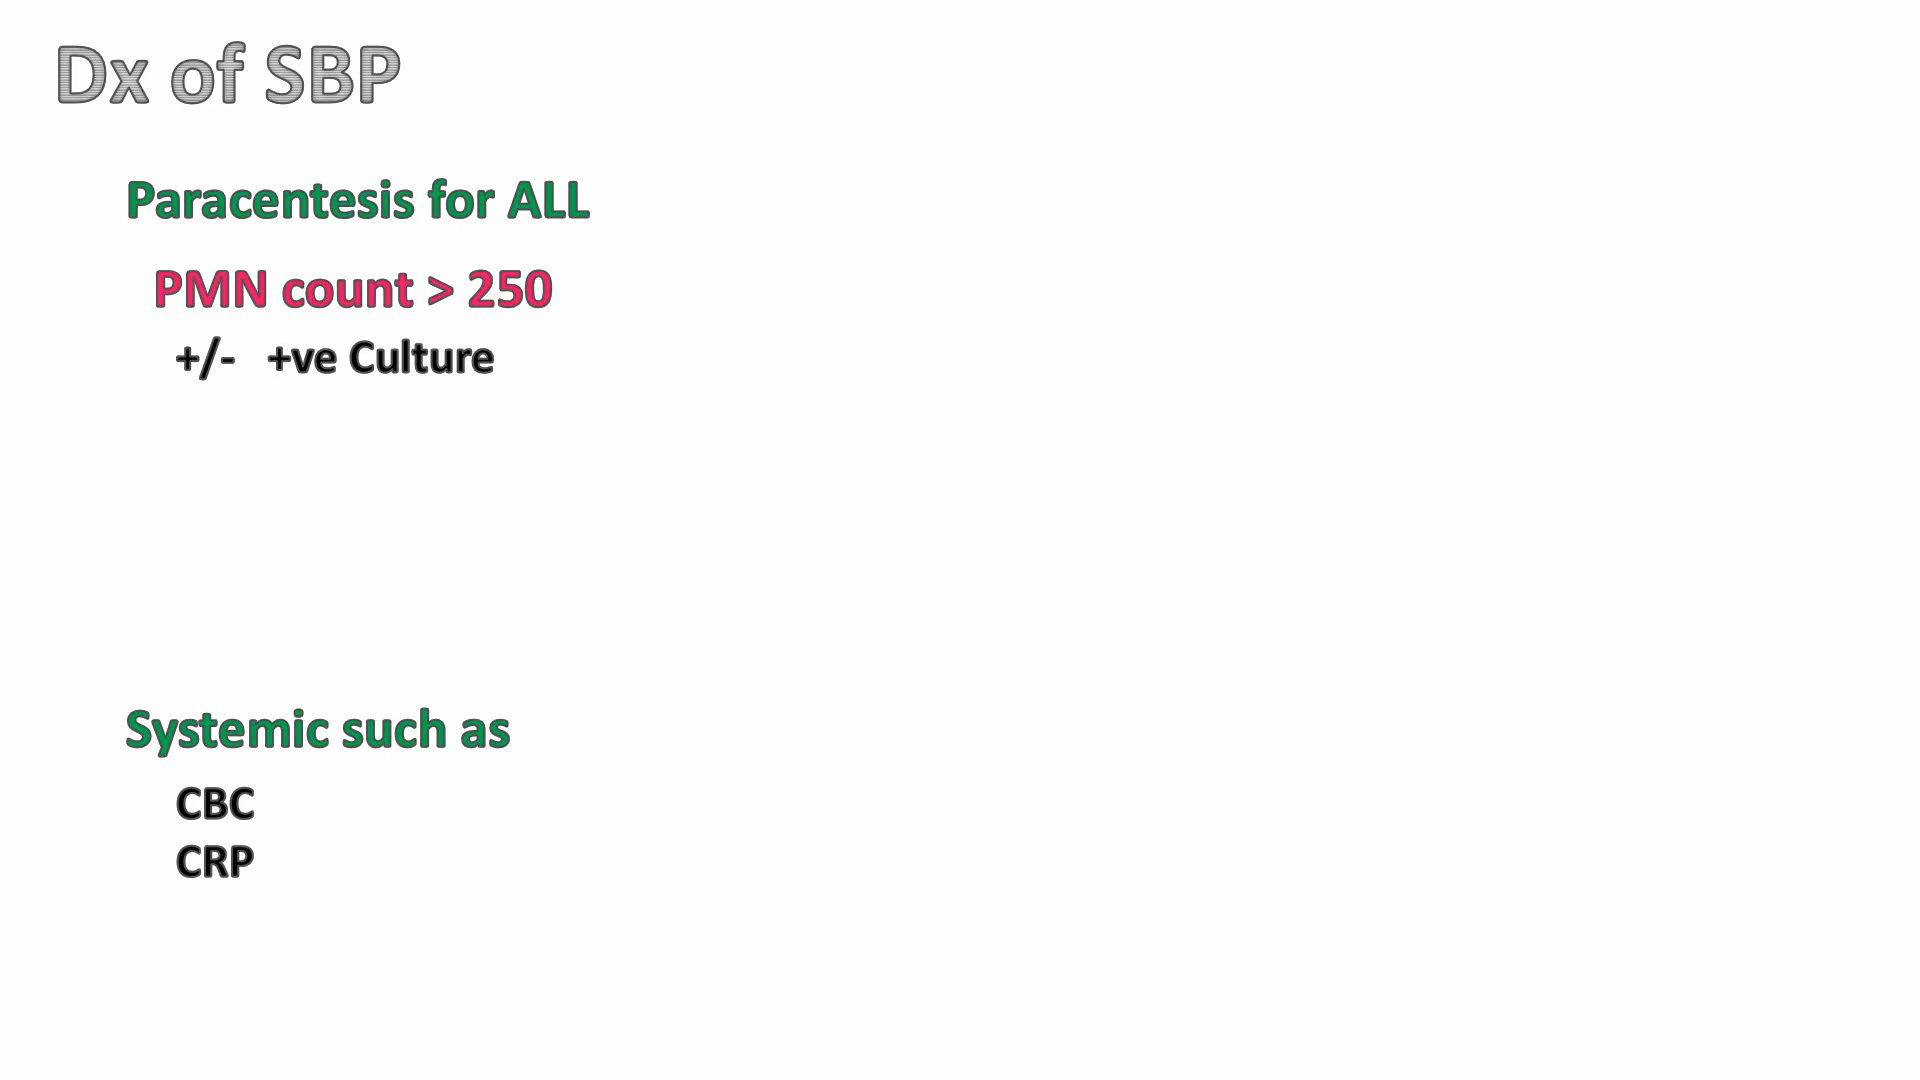 Dx of SBP
Paracentesis for ALL
PMN count > 250
+/- +ve Culture
Systemic such as
CBC
CRP